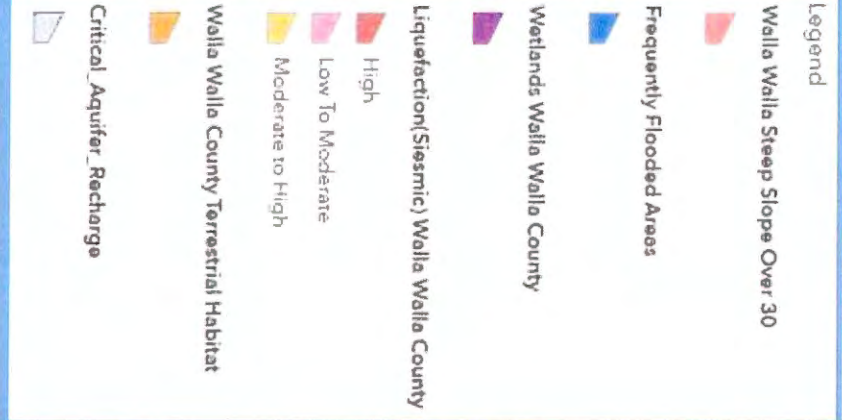 Legend
Walla Walla Steep Slope Over 30
Frequently Flooded Areas
Wetlands Walla Walla County
Liquefaction(Siesmic) Walla Walla County
High
Low To Moderate
Moderate to High
Walla Walla County Terrestrial Habitat
Critical_Aquifer_Recharge